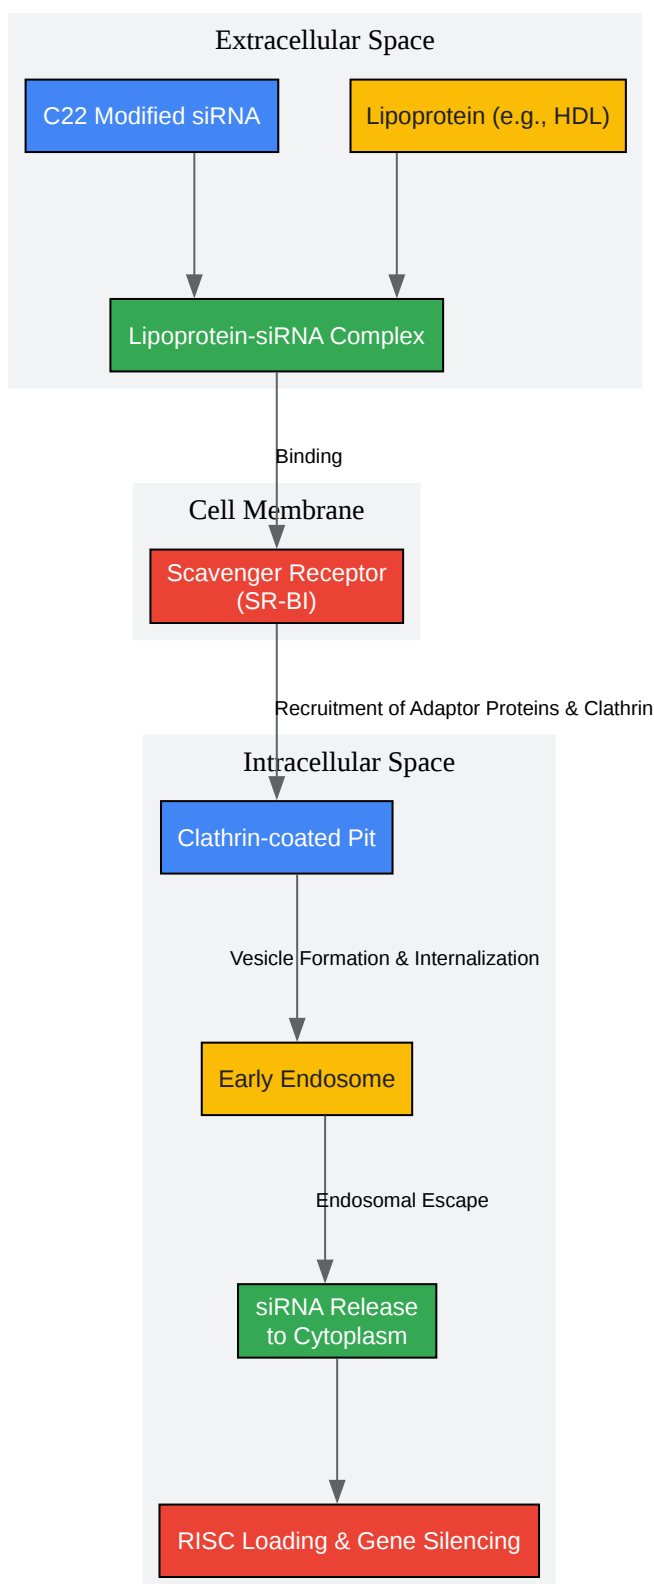 Extracellular Space
C22 Modified siRNA
Lipoprotein (e.g., HDL)
Lipoprotein-siRNA Complex
Binding
Cell Membrane
Scavenger Receptor
(SR-BI)
Recruitment of Adaptor Proteins & Clathrin
Intracellular Space
Clathrin-coated Pit
Vesicle Formation & Internalization
Early Endosome
Endosomal Escape
siRNA Release
to Cytoplasm
RISC Loading & Gene Silencing